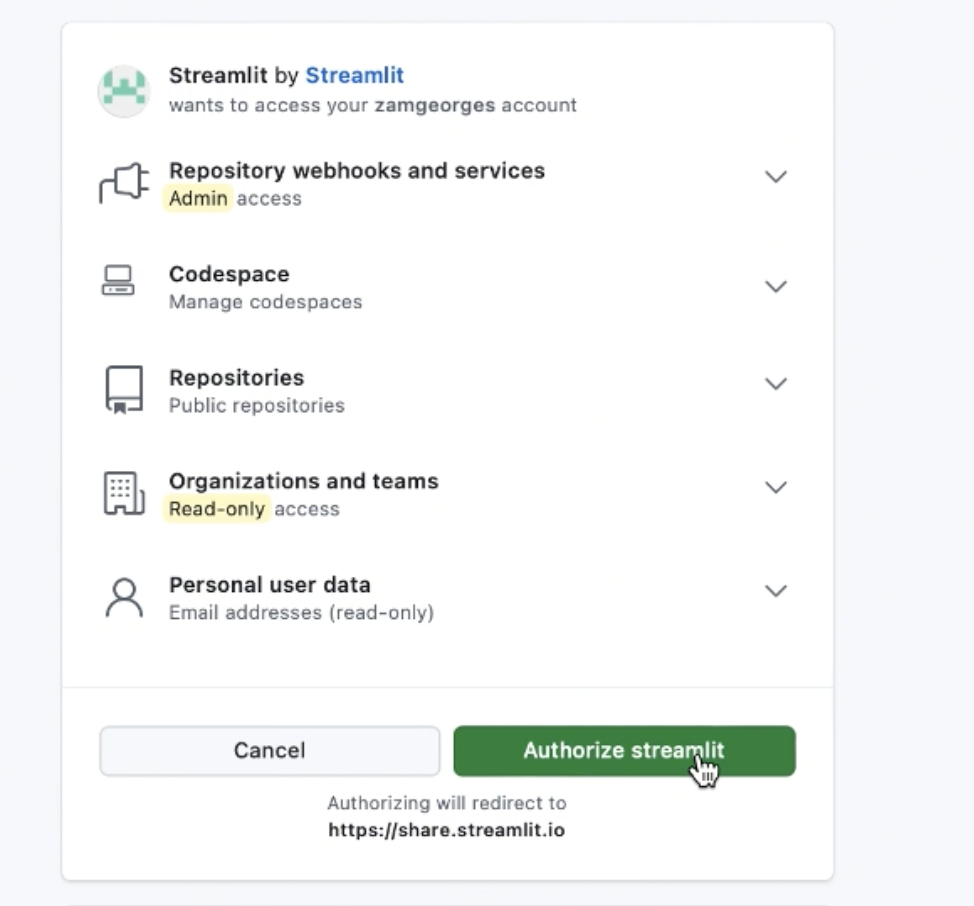 Streamlit by Streamlit
wants to access your zamgeorges account
Repository webhooks and services
Admin access
Codespace
Manage codespaces
Repositories
Public repositories
Organizations and teams
Read-only access
Personal user data
Email addresses (read-only)
Cancel
Authorize streamlit
Authorizing will redirect to
https://share.streamlit.io